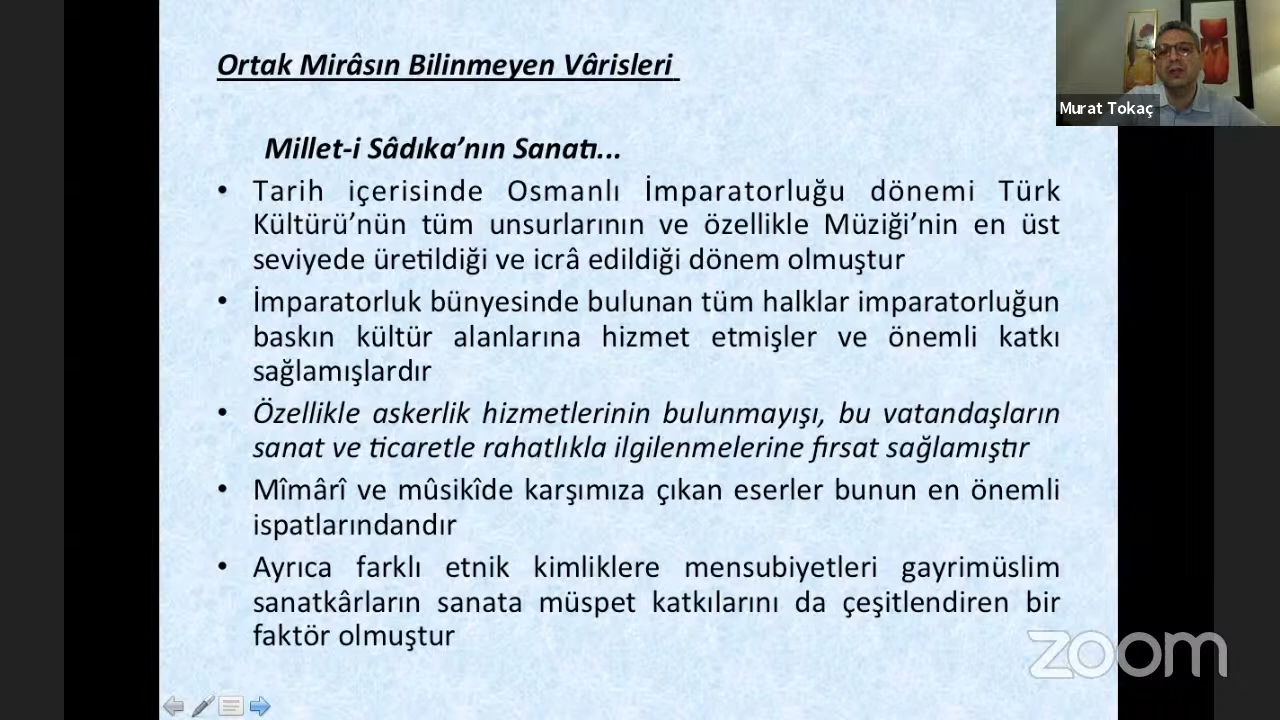 Ortak Mirâsın Bilinmeyen Vârisleri
Murat Tokaç
Millet-i Sâdıka’nın Sanatı...
• Tarih içerisinde Osmanlı İmparatorluğu dönemi Türk
Kültürü’nün tüm unsurlarının ve özellikle Müziği’nin en üst
seviyede üretildiği ve icrâ edildiği dönem olmuştur
• İmparatorluk bünyesinde bulunan tüm halklar imparatorluğun
baskın kültür alanlarına hizmet etmişler ve önemli katkı
sağlamışlardır
• Özellikle askerlik hizmetlerinin bulunmayışı, bu vatandaşların
sanat ve ticaretle rahatlıkla ilgilenmelerine fırsat sağlamıştır
• Mîmârî ve mûsikîde karşımıza çıkan eserler bunun en önemli
ispatlarındandır
• Ayrıca farklı etnik kimliklere mensubiyetleri gayrimüslim
sanatkârların sanata müspet katkılarını da çeşitlendiren bir
faktör olmuştur
zoom